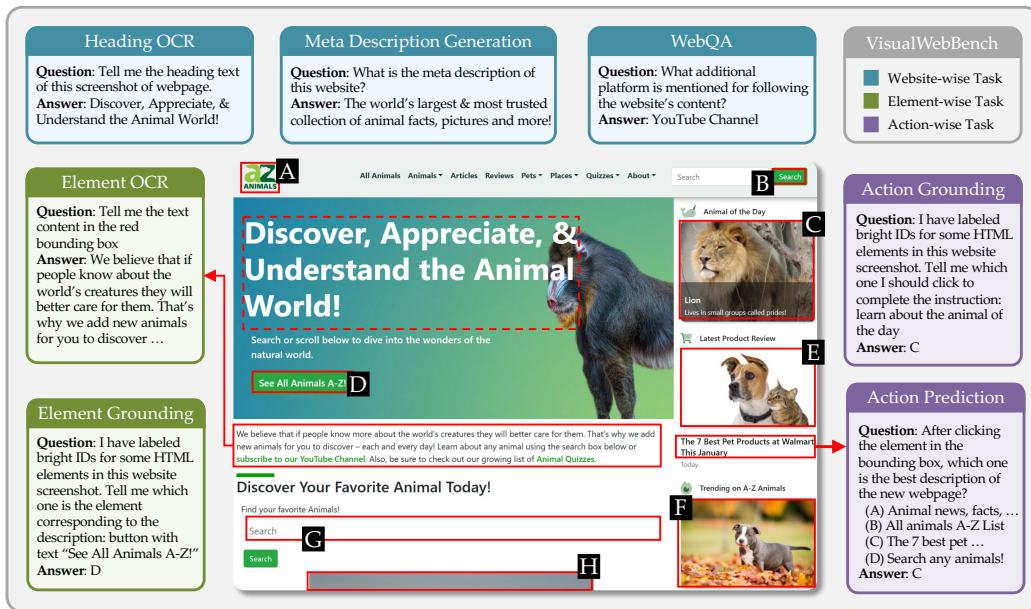 Heading OCR
Question: Tell me the heading text
of this screenshot of webpage.
Answer: Discover, Appreciate, &
Understand the Animal World!
Meta Description Generation
Question: What is the meta description of
this website?
Answer: The world's largest & most trusted
collection of animal facts, pictures and more!
WebQA
Question: What additional
platform is mentioned for following
the website's content?
Answer: YouTube Channel
VisualWebBench
Website-wise Task
Element-wise Task
Action-wise Task
Element OCR
Question: Tell me the text
content in the red
bounding box
Answer: We believe that if
people know about the
world's creatures they will
better care for them. That's
why we add new animals
for you to discover …
Element Grounding
Question: I have labeled
bright IDs for some HTML
elements in this website
screenshot. Tell me which
one is the element
corresponding to the
description: button with
text "See All Animals A-Z!"
Answer: D
aZ
ANIMALS
A
All Animals Animals Articles Reviews Pets Places Quizzes About
Search
B
Search
Discover, Appreciate, &
Understand the Animal
World!
Search or scroll below to dive into the wonders of the
natural world.
See All Animals A-Z!
D
We believe that if people know more about the world's creatures they will better care for them. That's why we add
new animals for you to discover – each and every day! Learn about any animal using the search box below or
subscribe to our YouTube Channel. Also, be sure to check out our growing list of Animal Quizzes.
Discover Your Favorite Animal Today!
Find your favorite Animals!
Search
G
Search
H
Animal of the Day
C
Lion
Lives in small groups called prides!
Latest Product Review
E
The 7 Best Pet Products at Walmart
This January
Today
Trending on A-Z Animals
F
Action Grounding
Question: I have labeled
bright IDs for some HTML
elements in this website
screenshot. Tell me which
one I should click to
complete the instruction:
learn about the animal of
the day
Answer: C
Action Prediction
Question: After clicking
the element in the
bounding box, which one
is the best description of
the new webpage?
(A) Animal news, facts, …
(B) All animals A-Z List
(C) The 7 best pet …
(D) Search any animals!
Answer: C